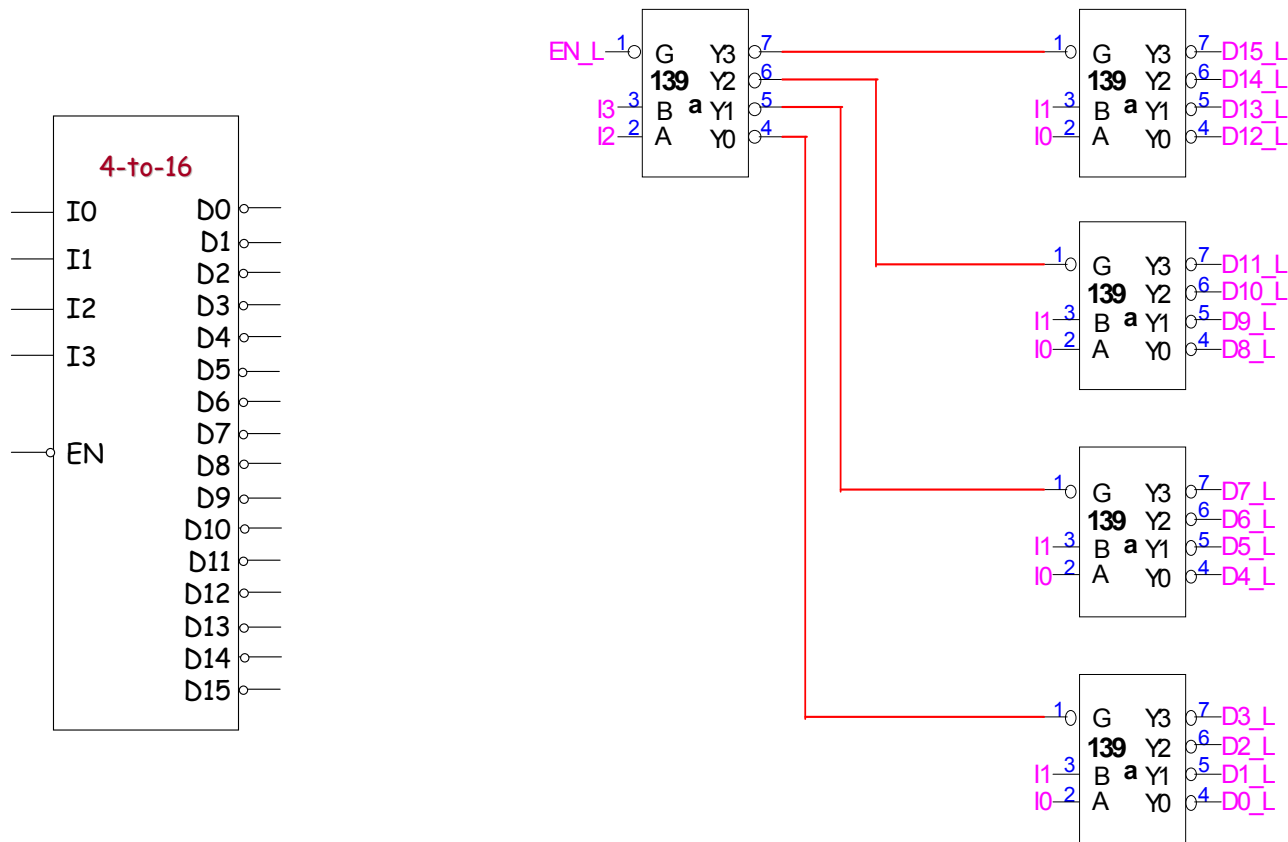 4-to-16
I0 D0
I1 D1
D2
I2 D3
D4
I3 D5
D6
D7
EN D8
D9
D10
D11
D12
D13
D14
D15
EN_L 1 G Y3 7
139 Y2 6
I3 3 B a Y1 5
I2 2 A Y0 4
1 G Y3 7 D15_L
139 Y2 6 D14_L
I1 3 B a Y1 5 D13_L
I0 2 A Y0 4 D12_L
1 G Y3 7 D11_L
139 Y2 6 D10_L
I1 3 B a Y1 5 D9_L
I0 2 A Y0 4 D8_L
1 G Y3 7 D7_L
139 Y2 6 D6_L
I1 3 B a Y1 5 D5_L
I0 2 A Y0 4 D4_L
1 G Y3 7 D3_L
139 Y2 6 D2_L
I1 3 B a Y1 5 D1_L
I0 2 A Y0 4 D0_L